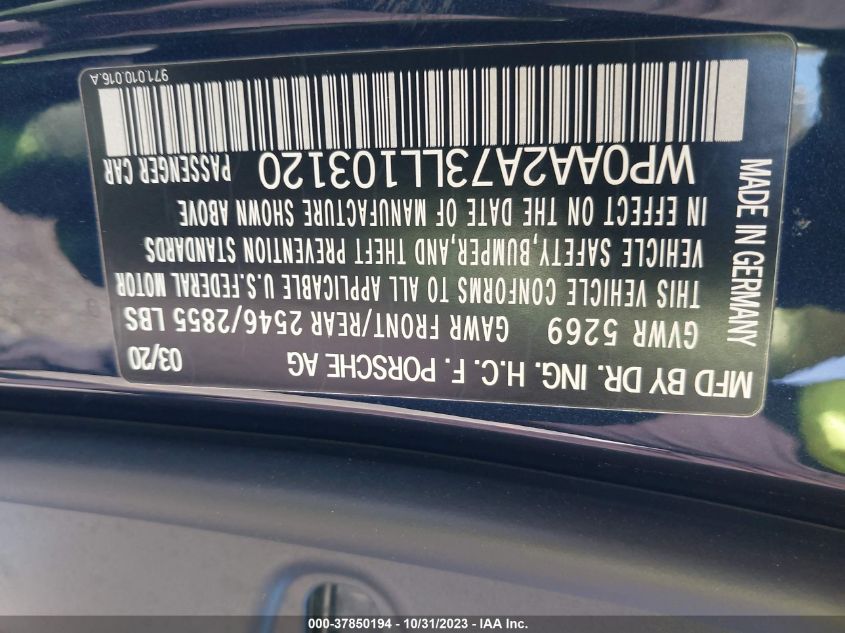 MFD BY DR. ING. H.C. F. PORSCHE AG 03/20
GVWR 5269 GAWR FRONT/REAR 2546/2855 LBS
THIS VEHICLE CONFORMS TO ALL APPLICABLE U.S.FEDERAL MOTOR
VEHICLE SAFETY,BUMPER,AND THEFT PREVENTION STANDARDS
IN EFFECT ON THE DATE OF MANUFACTURE SHOWN ABOVE
WP0AA2A73LL103120 PASSENGER CAR
MADE IN GERMANY
971.010.016.A
000-37850194 - 10/31/2023 - IAA Inc.